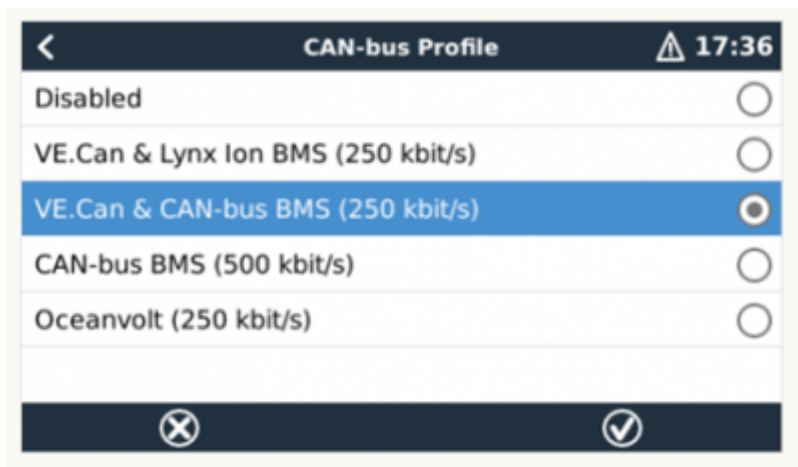 CAN-bus Profile 17:36
Disabled
VE.Can & Lynx Ion BMS (250 kbit/s)
VE.Can & CAN-bus BMS (250 kbit/s)
CAN-bus BMS (500 kbit/s)
Oceanvolt (250 kbit/s)